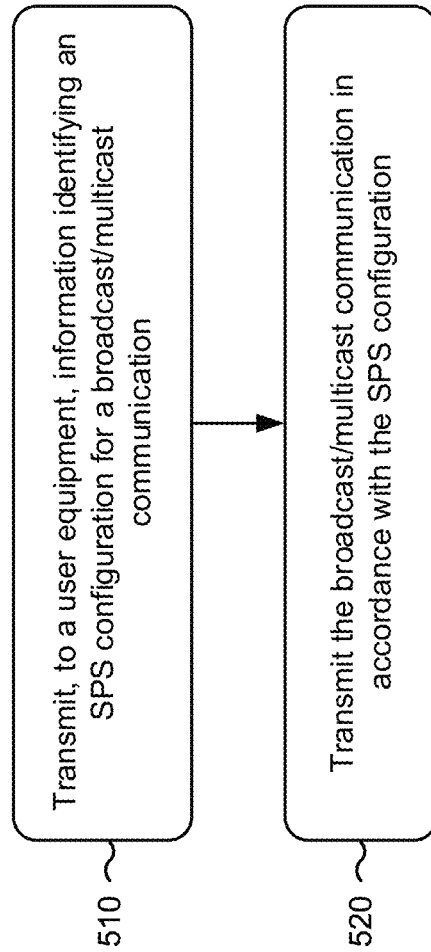 510
Transmit, to a user equipment, information identifying an
SPS configuration for a broadcast/multicast
communication
520
Transmit the broadcast/multicast communication in
accordance with the SPS configuration